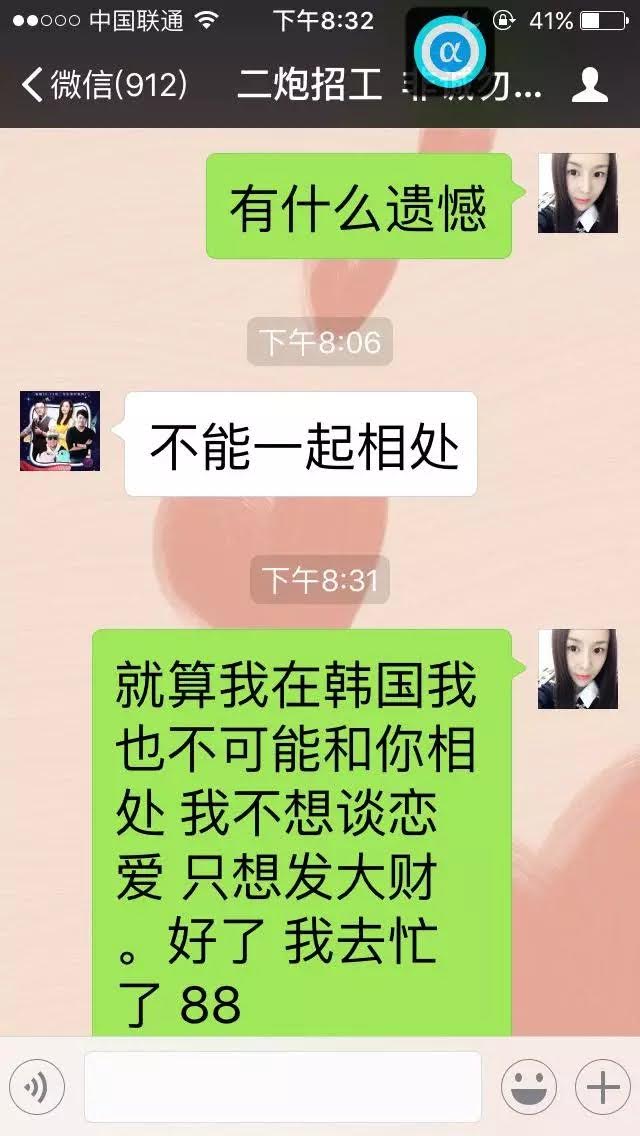 中国联通 下午8:32 41%
微信(912) 二炮招工 非诚勿...
有什么遗憾
下午8:06
不能一起相处
下午8:31
就算我在韩国我
也不可能和你相
处 我不想谈恋
爱 只想发大财
。好了 我去忙
了 88